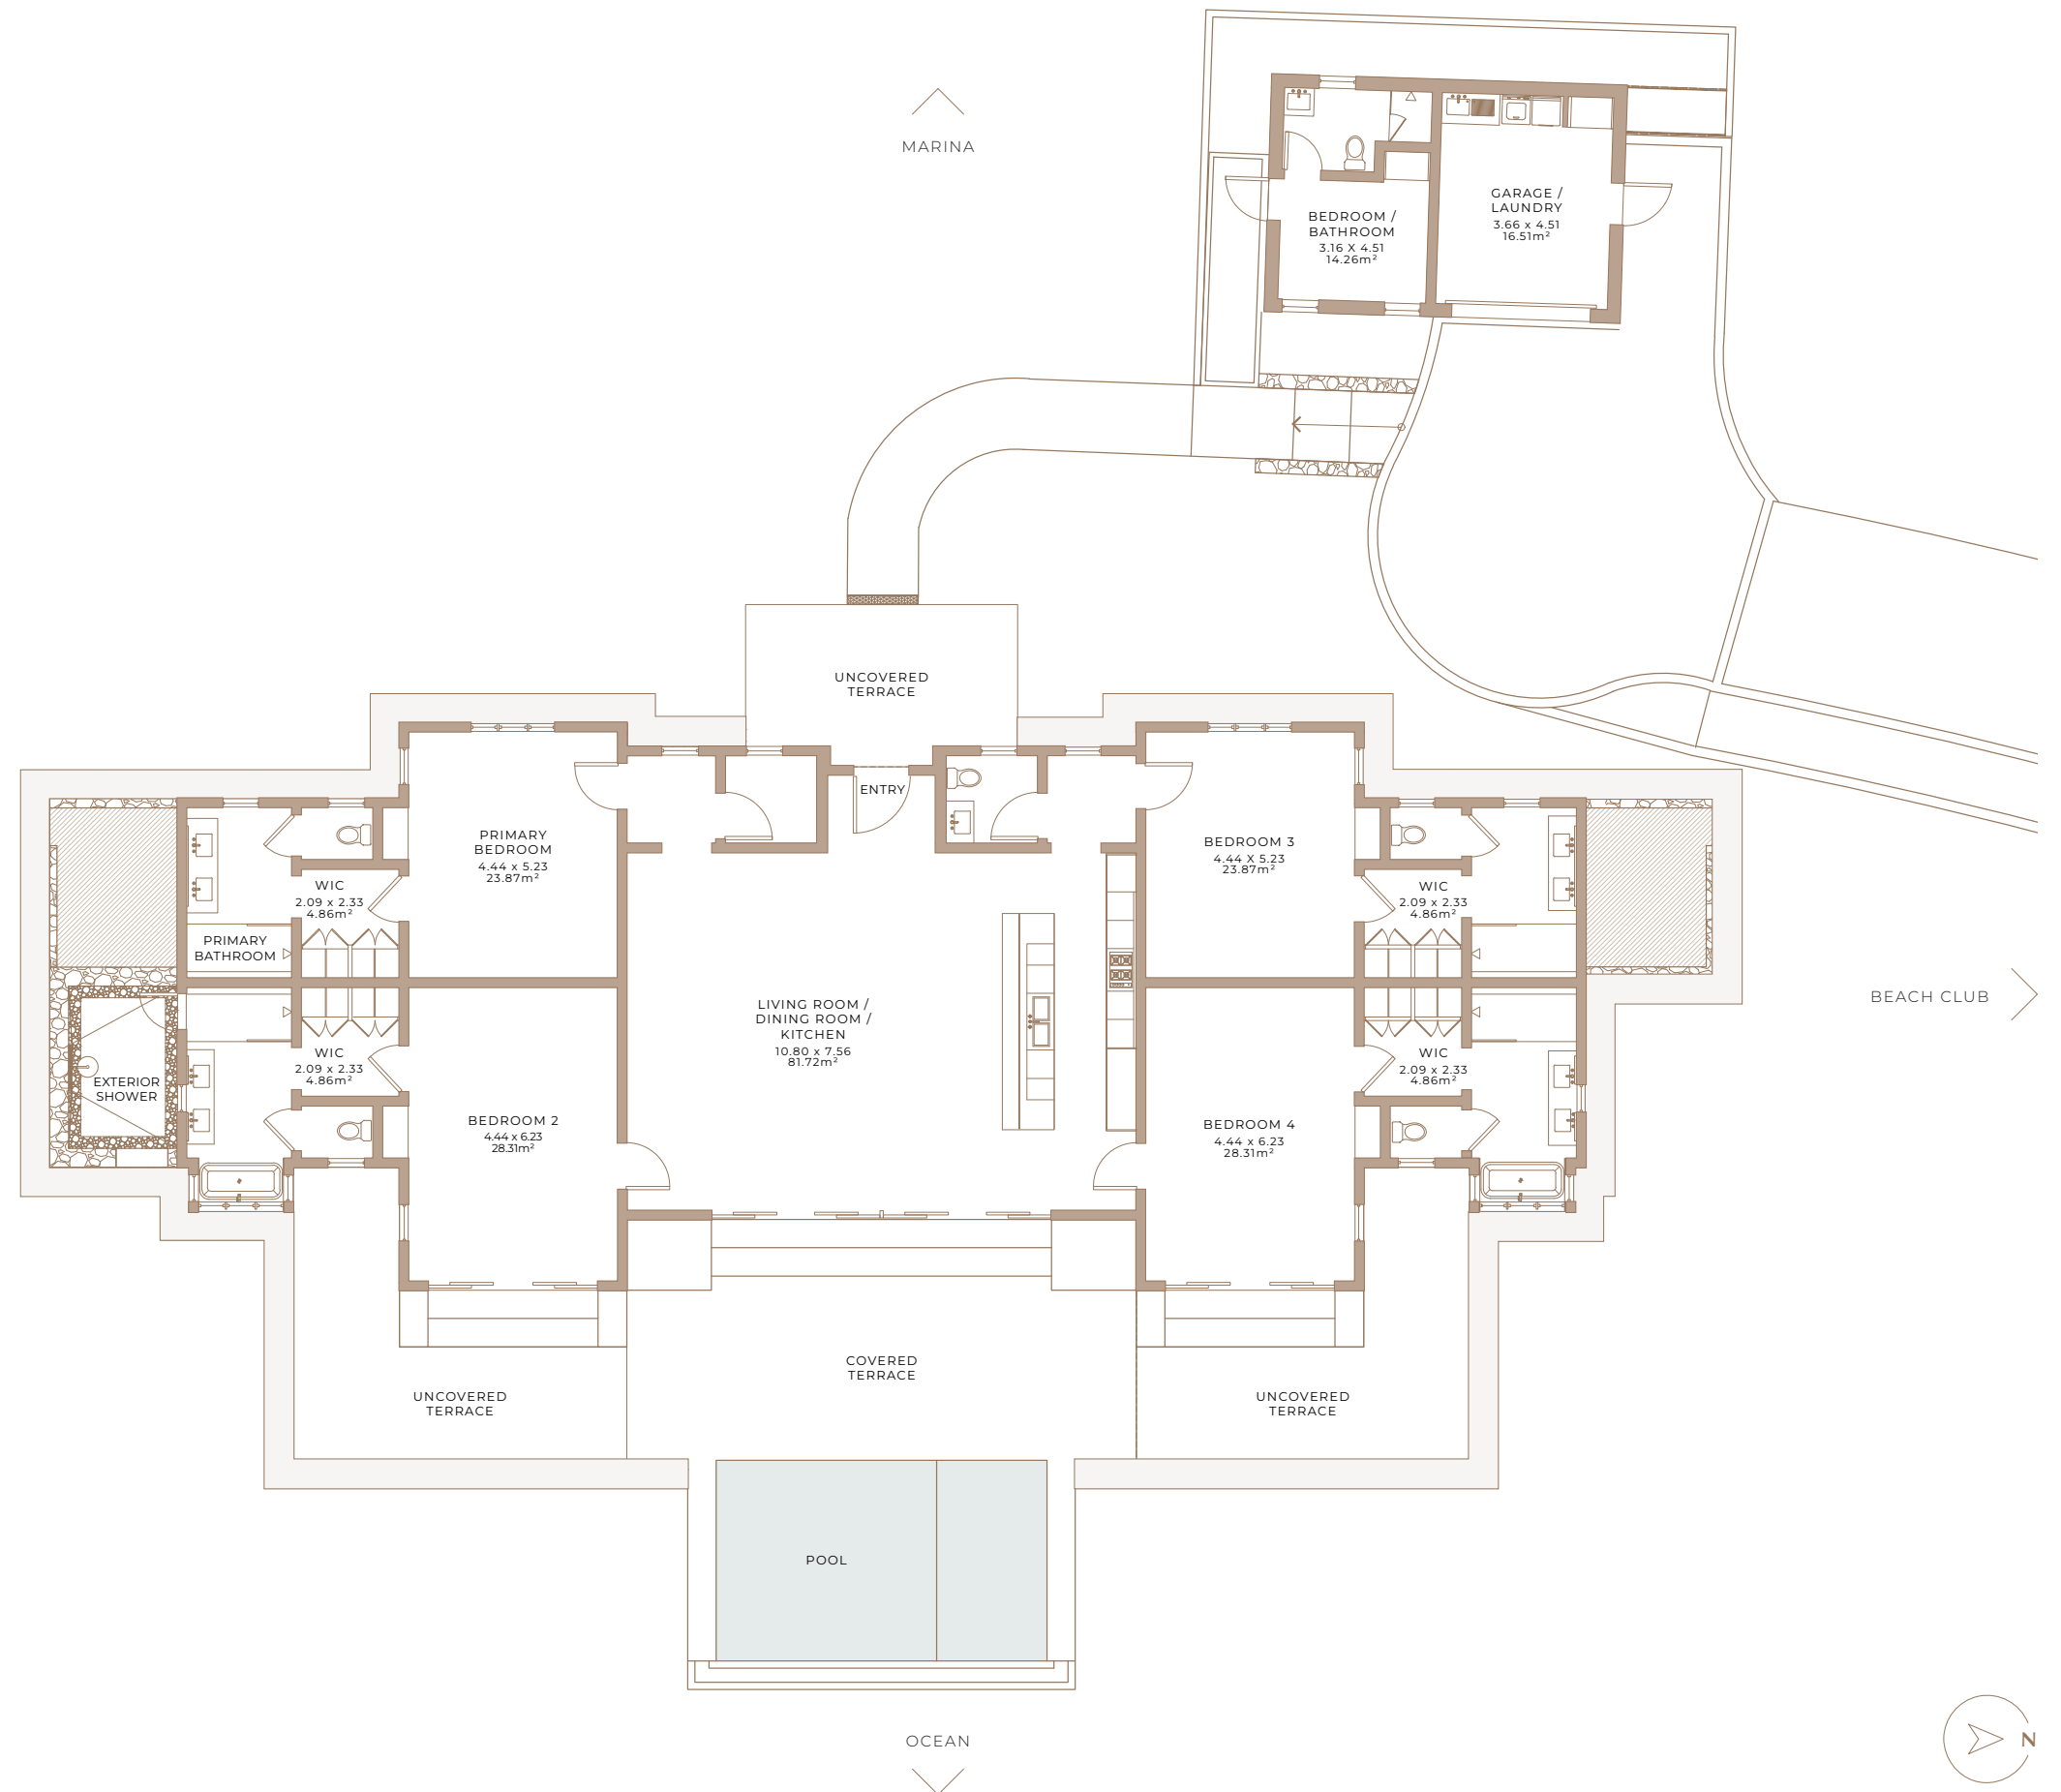 MARINA
GARAGE /
LAUNDRY
3.66 x 4.51
16.51m²
BEDROOM /
BATHROOM
3.16 X 4.51
14.26m²
UNCOVERED
TERRACE
ENTRY
PRIMARY
BEDROOM
4.44 x 5.23
23.87m²
BEDROOM 3
4.44 X 5.23
23.87m²
WIC
2.09 x 2.33
4.86m²
WIC
2.09 x 2.33
4.86m²
PRIMARY
BATHROOM
BEACH CLUB
LIVING ROOM /
DINING ROOM /
KITCHEN
10.80 x 7.56
81.72m²
WIC
2.09 x 2.33
4.86m²
WIC
2.09 x 2.33
4.86m²
EXTERIOR
SHOWER
BEDROOM 2
4.44 x 6.23
28.31m²
BEDROOM 4
4.44 x 6.23
28.31m²
COVERED
TERRACE
UNCOVERED
TERRACE
UNCOVERED
TERRACE
POOL
OCEAN
N